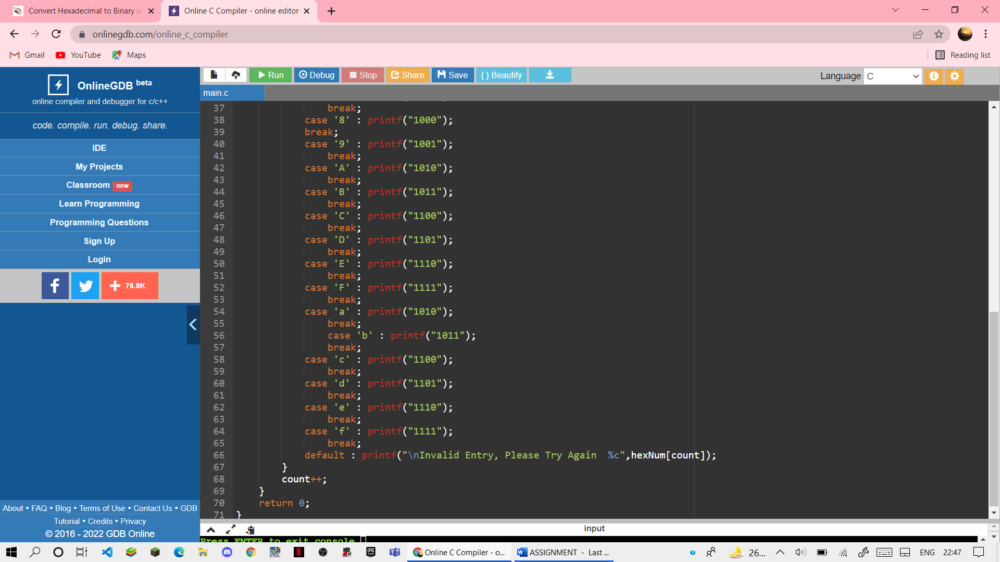 Convert Hexadecimal to Binary u
Online C Compiler - online editor
onlinegdb.com/online_c_compiler
Gmail
YouTube
Maps
Reading list
OnlineGDB beta
online compiler and debugger for c/c++
code. compile. run. debug. share.
IDE
My Projects
Classroom new
Learn Programming
Programming Questions
Sign Up
Login
76.8K
About • FAQ • Blog • Terms of Use • Contact Us • GDB
Tutorial • Credits • Privacy
© 2016 - 2022 GDB Online
Run
Debug
Stop
Share
Save
{ } Beautify
Language C
main.c
37 break;
38 case '8' : printf("1000");
39 break;
40 case '9' : printf("1001");
41 break;
42 case 'A' : printf("1010");
43 break;
44 case 'B' : printf("1011");
45 break;
46 case 'C' : printf("1100");
47 break;
48 case 'D' : printf("1101");
49 break;
50 case 'E' : printf("1110");
51 break;
52 case 'F' : printf("1111");
53 break;
54 case 'a' : printf("1010");
55 break;
56 case 'b' : printf("1011");
57 break;
58 case 'c' : printf("1100");
59 break;
60 case 'd' : printf("1101");
61 break;
62 case 'e' : printf("1110");
63 break;
64 case 'f' : printf("1111");
65 break;
66 default : printf("\nInvalid Entry, Please Try Again  %c",hexNum[count]);
67 }
68 count++;
69 }
70 return 0;
71 }
input
Press ENTER to exit console.
Online C Compiler - o...
ASSIGNMENT - Last ...
26...
ENG
22:47